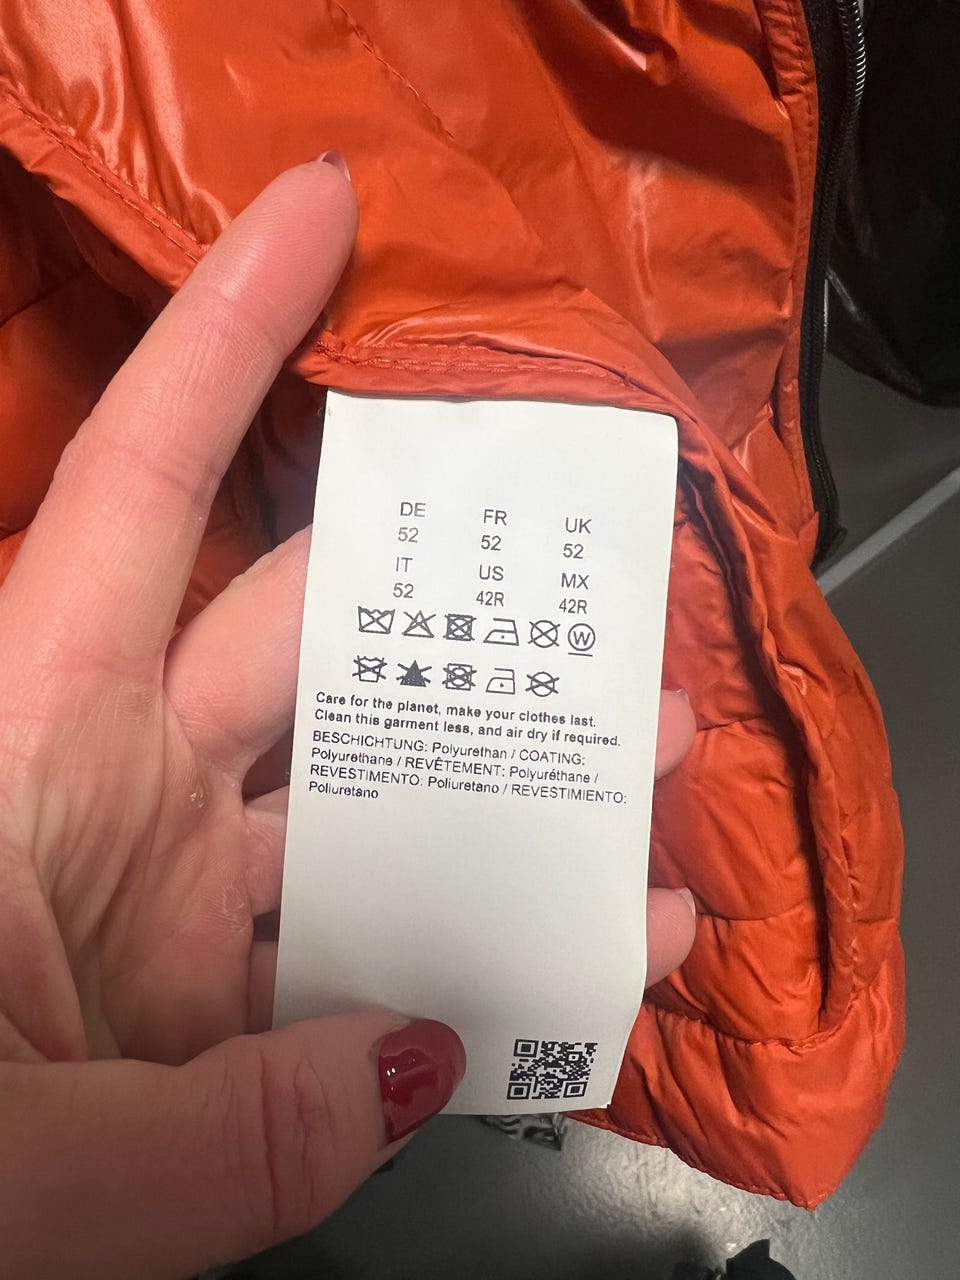 DE FR UK
52 52 52
IT US MX
52 42R 42R
W
Care for the planet, make your clothes last.
Clean this garment less, and air dry if required.
BESCHICHTUNG: Polyurethan / COATING:
Polyurethane / REVÊTEMENT: Polyuréthane /
REVESTIMENTO: Poliuretano / REVESTIMIENTO:
Poliuretano